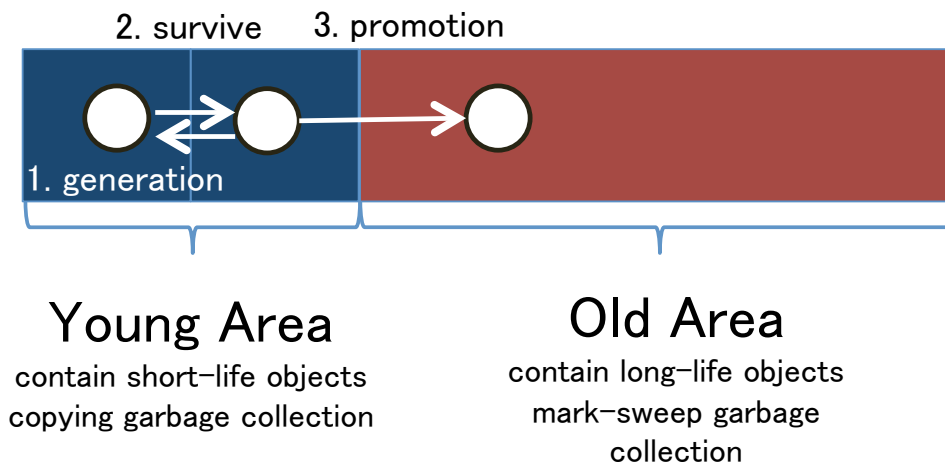 2. survive
3. promotion
1. generation
Young Area
contain short-life objects
copying garbage collection
Old Area
contain long-life objects
mark-sweep garbage
collection